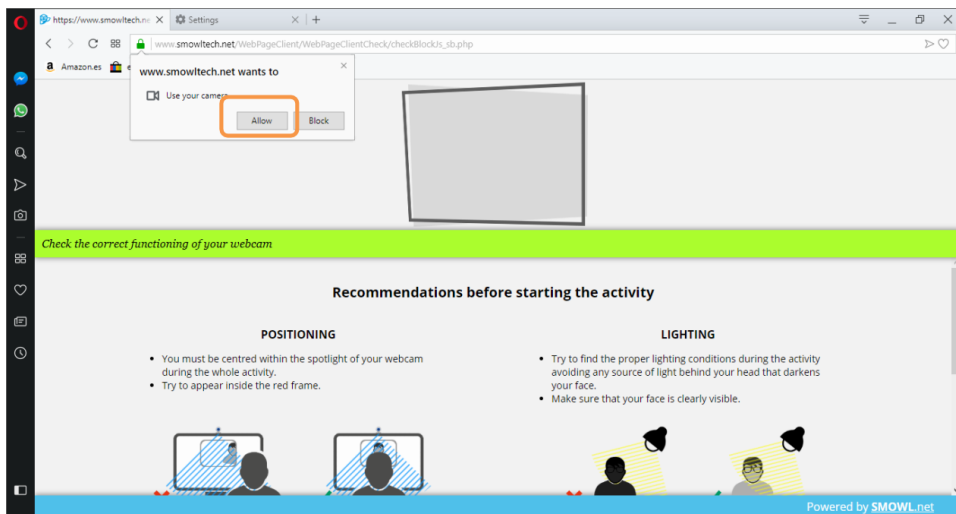 https://www.smowltech.ne
Settings
www.smowltech.net/WebPageClient/WebPageClientCheck/checkBlockJs_sb.php
Amazon.es
e
www.smowltech.net wants to
Use your camera
Allow
Block
Check the correct functioning of your webcam
Recommendations before starting the activity
POSITIONING
• You must be centred within the spotlight of your webcam
during the whole activity.
• Try to appear inside the red frame.
LIGHTING
• Try to find the proper lighting conditions during the activity
avoiding any source of light behind your head that darkens
your face.
• Make sure that your face is clearly visible.
Powered by SMOWL.net